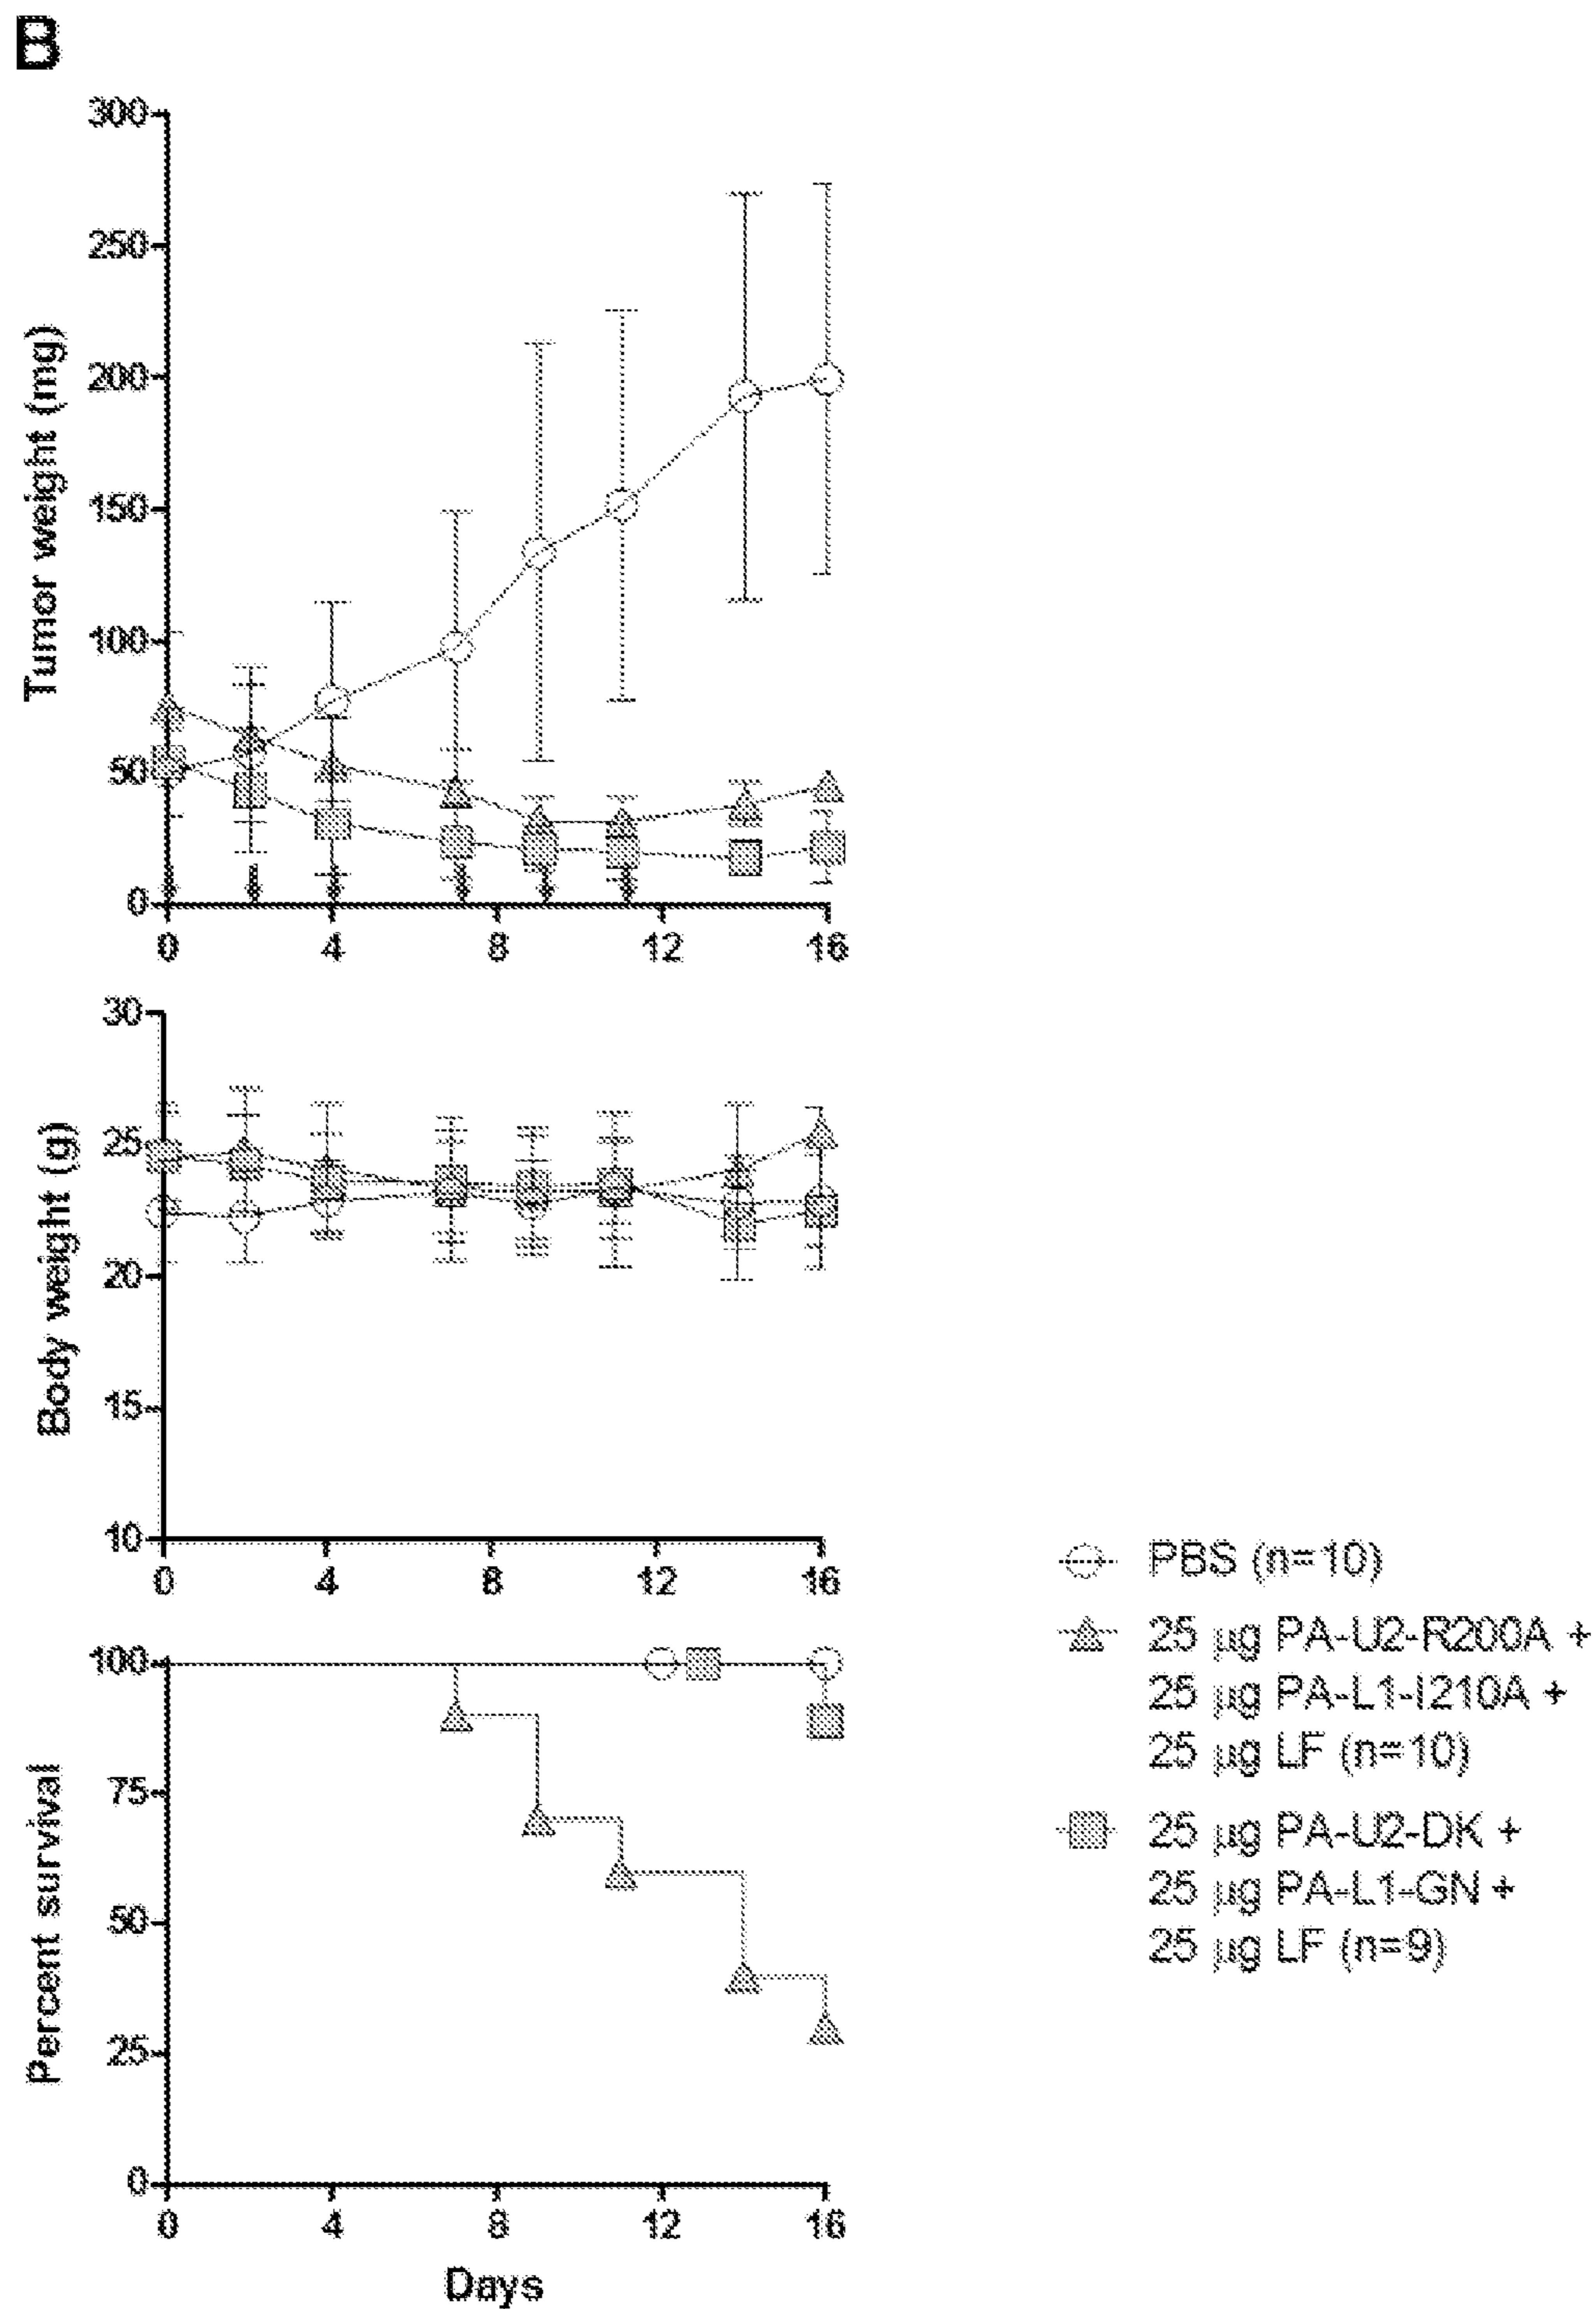 B
300
250
200
150
100
50
0
Tumor weight (mg)
0 4 8 12 16
30
25
20
15
10
Body weight (g)
0 4 8 12 16
PBS (n=10)
25 μg PA-U2-R200A +
25 μg PA-L1-I210A +
25 μg LF (n=10)
25 μg PA-U2-DK +
25 μg PA-L1-GN +
25 μg LF (n=9)
100
75
50
25
0
Percent survival
0 4 8 12 16
Days